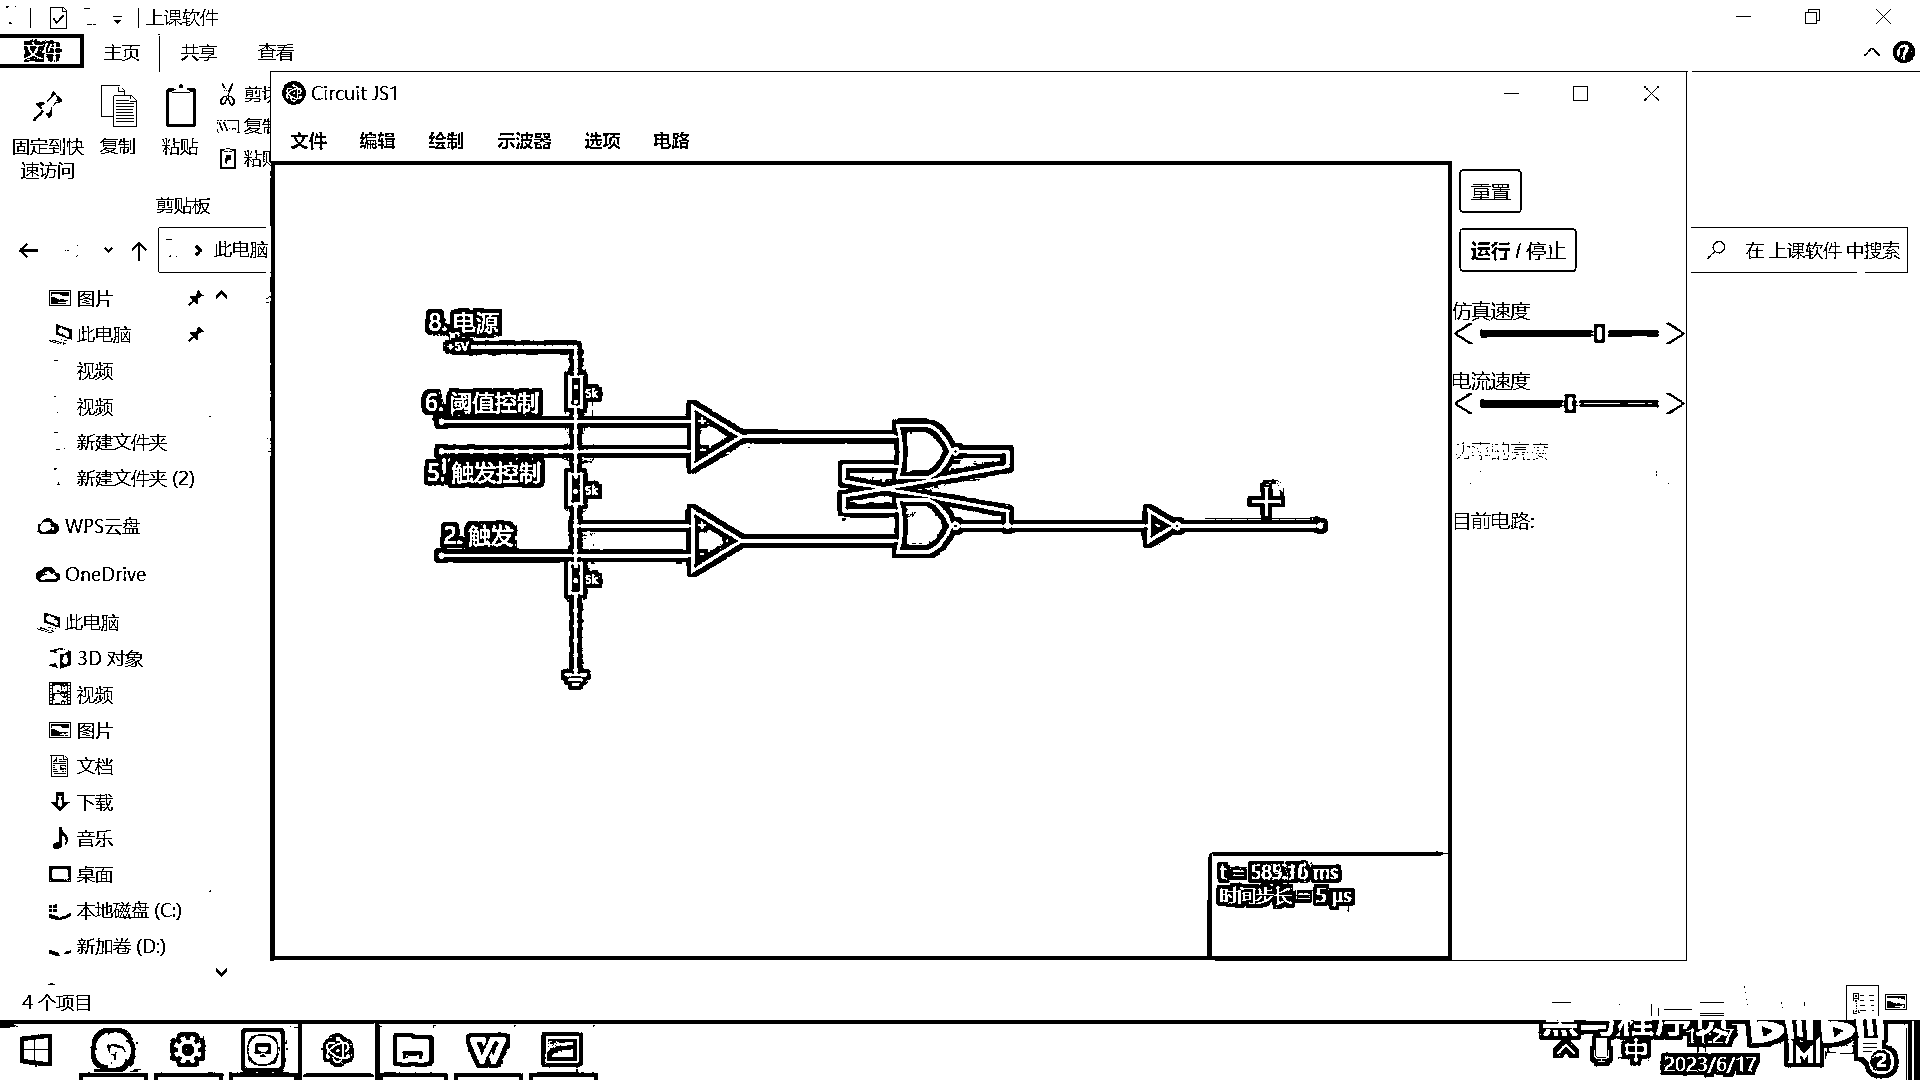 上课软件
文件 主页 共享 查看
固定到快
速访问
复制
粘贴
剪贴板
Circuit JS1
文件 编辑 绘制 示波器 选项 电路
此电脑
在 上课软件 中搜索
图片
此电脑
视频
视频
新建文件夹
新建文件夹 (2)
WPS云盘
OneDrive
此电脑
3D 对象
视频
图片
文档
下载
音乐
桌面
本地磁盘 (C:)
新加卷 (D:)
4 个项目
8. 电源
+5V
5k
6. 阈值控制
5. 触发控制
5k
2. 触发
5k
t = 589.16 ms
时间步长 = 5 µs
重置
运行 / 停止
仿真速度
电流速度
功率的亮度
目前电路:
中
2023/6/17
2